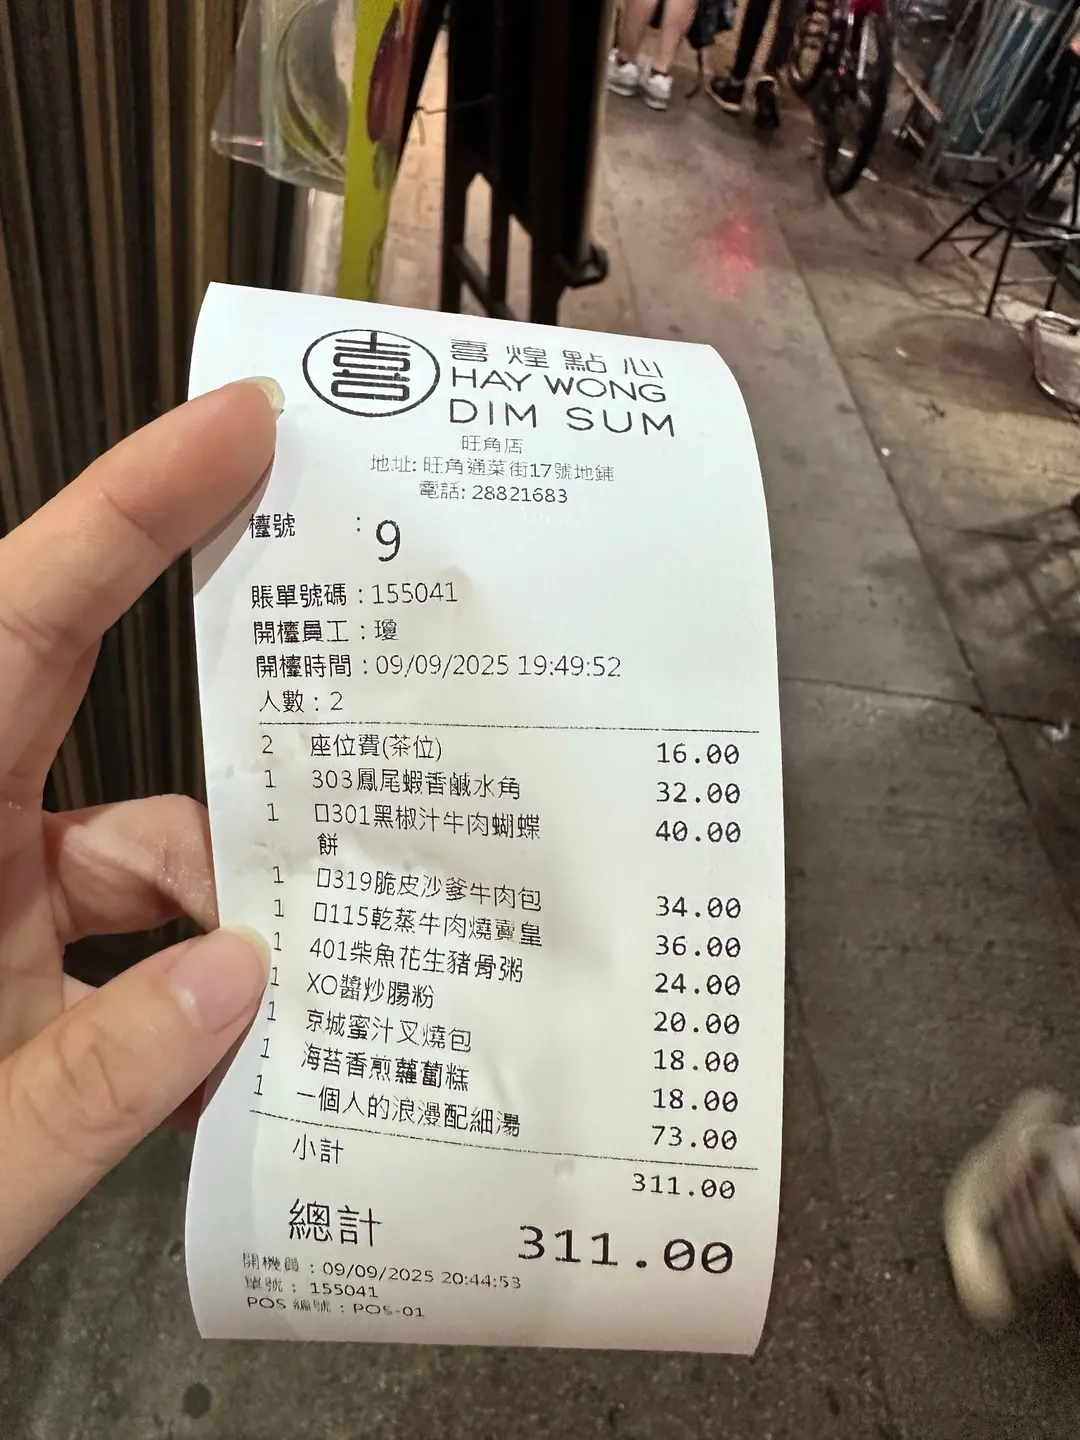 喜
喜煌點心
HAY WONG
DIM SUM
旺角店
地址: 旺角通菜街17號地鋪
電話: 28821683
檯號 : 9
賬單號碼 : 155041
開檯員工 : 瓊
開檯時間 : 09/09/2025 19:49:52
人數 : 2
2 座位費(茶位) 16.00
1 303鳳尾蝦香鹹水角 32.00
1 口301黑椒汁牛肉蝴蝶 40.00
餅
1 口319脆皮沙爹牛肉包 34.00
1 口115乾蒸牛肉燒賣皇 36.00
1 401柴魚花生豬骨粥 24.00
1 XO醬炒腸粉 20.00
1 京城蜜汁叉燒包 18.00
1 海苔香煎蘿蔔糕 18.00
1 一個人的浪漫配細湯 73.00
小計 311.00
總計 311.00
開機員 : 09/09/2025 20:44:53
單號 : 155041
POS 編號 : POS-01